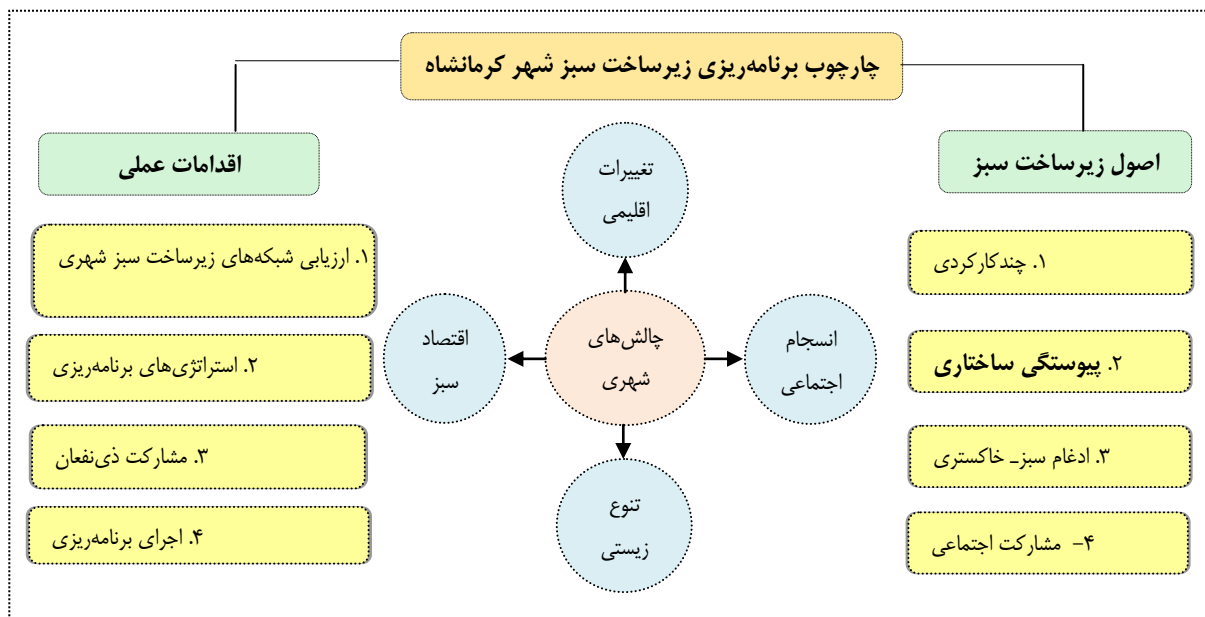 چارچوب برنامه‌ریزی زیرساخت سبز شهر کرمانشاه
اصول زیرساخت سبز
۱. چندکارکردی
۲. پیوستگی ساختاری
۳. ادغام سبز- خاکستری
۴- مشارکت اجتماعی
تغییرات
اقلیمی
انسجام
اجتماعی
چالش‌های
شهری
اقتصاد
سبز
تنوع
زیستی
اقدامات عملی
۱. ارزیابی شبکه‌های زیرساخت سبز شهری
۲. استراتژی‌های برنامه‌ریزی
۳. مشارکت ذی‌نفعان
۴. اجرای برنامه‌ریزی